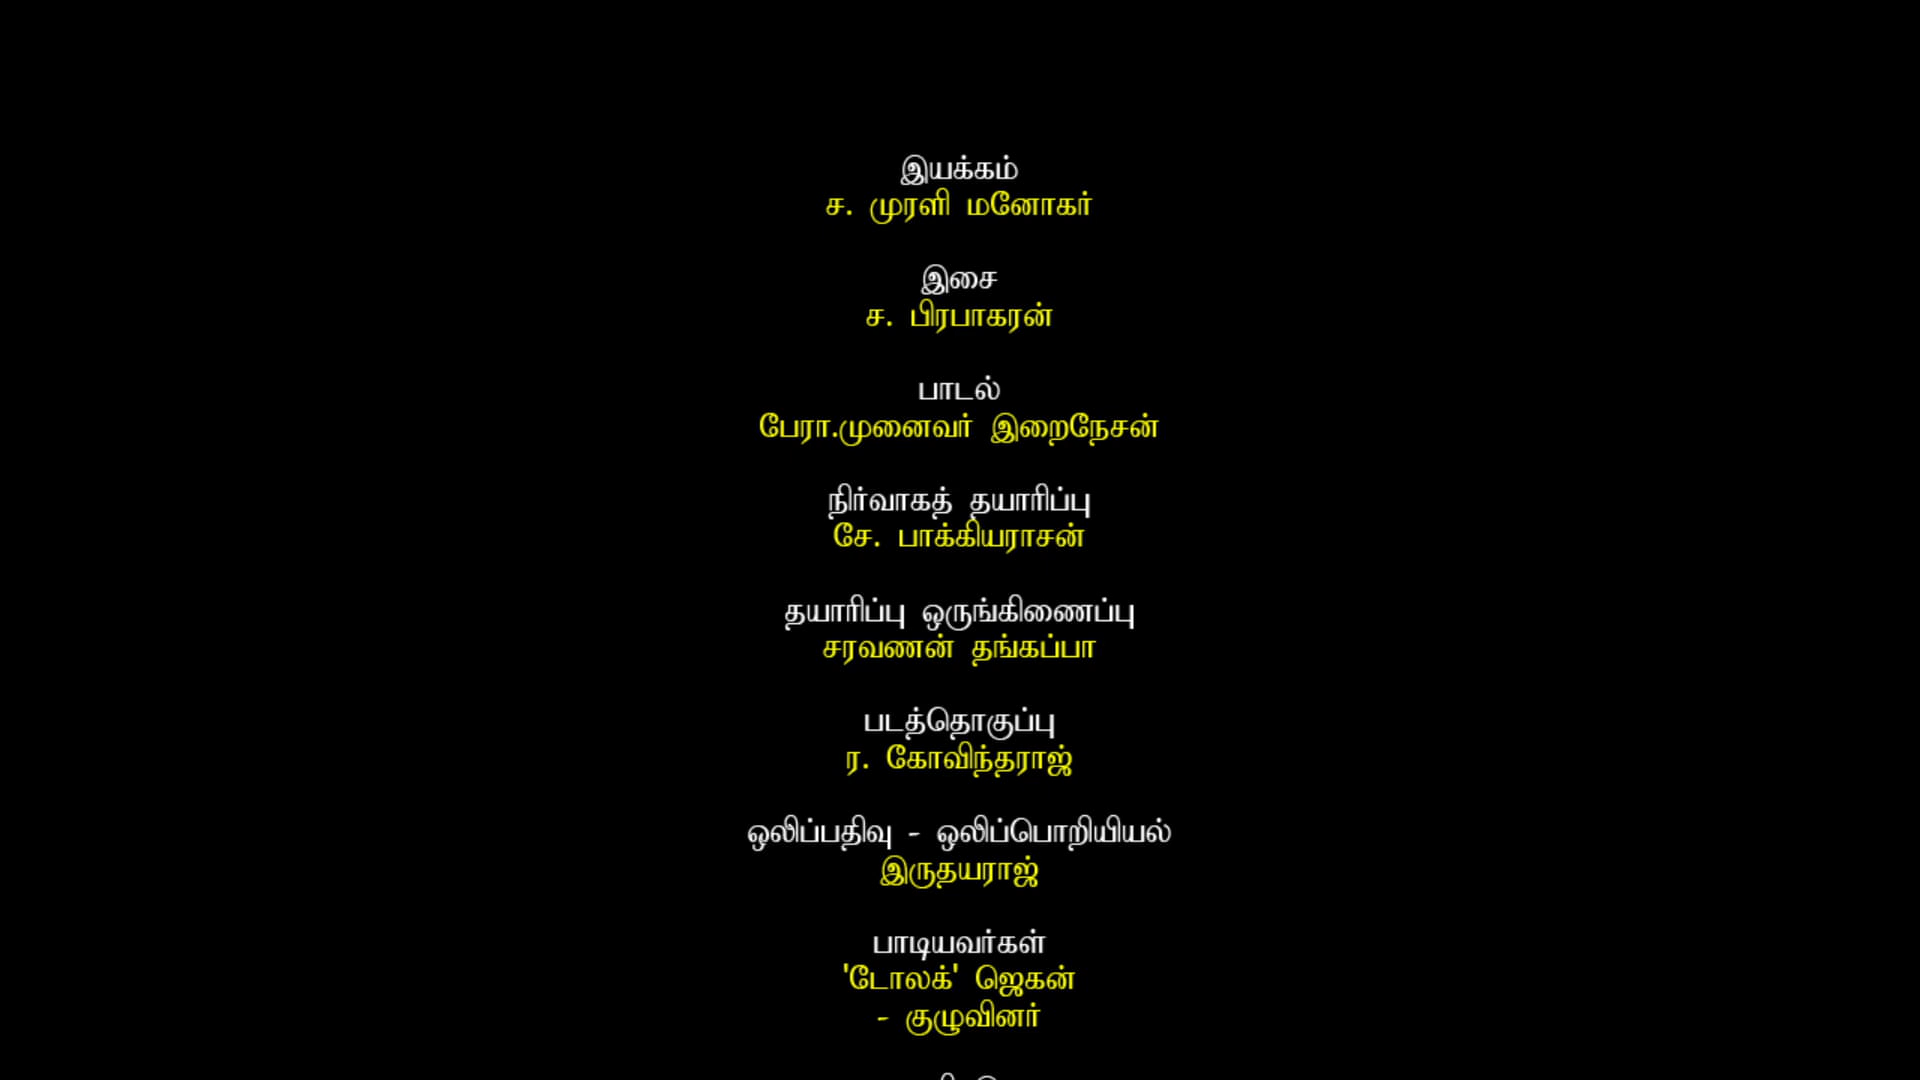 இயக்கம்
ச. முரளி மனோகர்
இசை
ச. பிரபாகரன்
பாடல்
பேரா.முனைவர் இறைநேசன்
நிர்வாகத் தயாரிப்பு
சே. பாக்கியராசன்
தயாரிப்பு ஒருங்கிணைப்பு
சரவணன் தங்கப்பா
படத்தொகுப்பு
ர. கோவிந்தராஜ்
ஒலிப்பதிவு - ஒலிப்பொறியியல்
இருதயராஜ்
பாடியவர்கள்
'டோலக்' ஜெகன்
- குழுவினர்